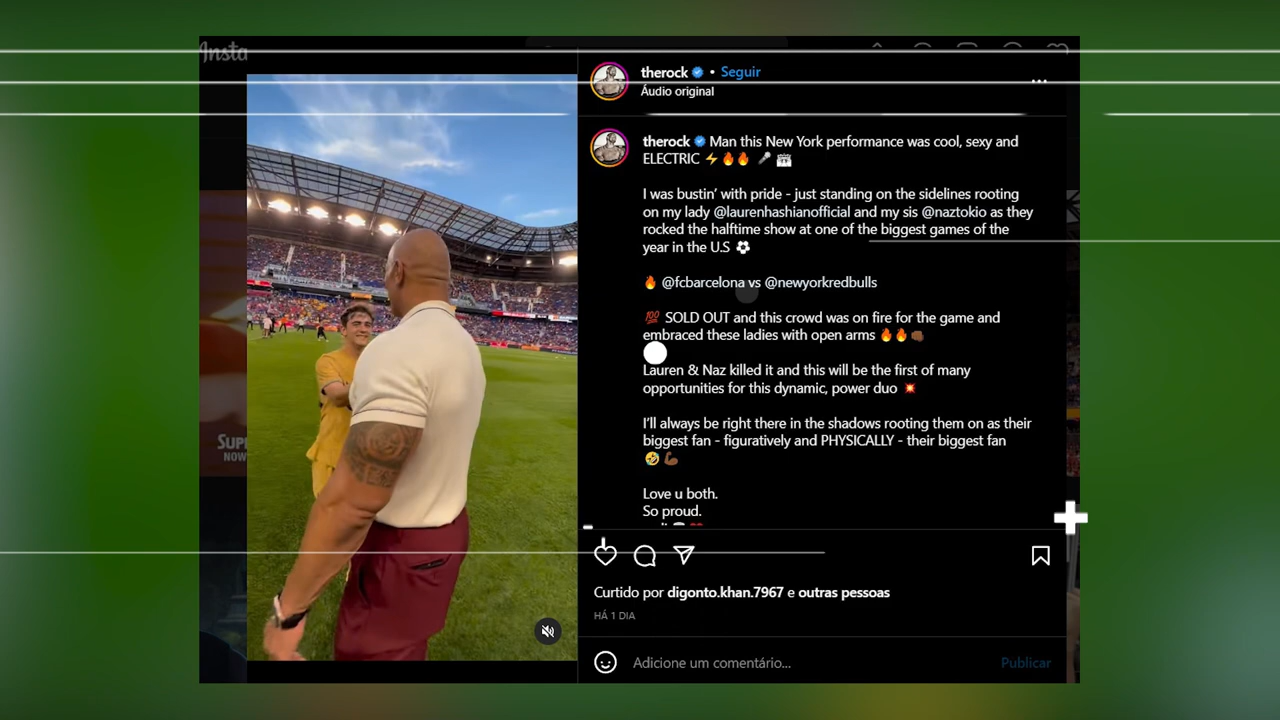 Insta
therock • Seguir
Áudio original
therock Man this New York performance was cool, sexy and
ELECTRIC ⚡🔥🔥 🎤 🏟
I was bustin’ with pride - just standing on the sidelines rooting
on my lady @laurenhashianofficial and my sis @naztokio as they
rocked the halftime show at one of the biggest games of the
year in the U.S ⚽
🔥 @fcbarcelona vs @newyorkredbulls
💯 SOLD OUT and this crowd was on fire for the game and
embraced these ladies with open arms 🔥🔥👊🏾
Lauren & Naz killed it and this will be the first of many
opportunities for this dynamic, power duo 💥
I’ll always be right there in the shadows rooting them on as their
biggest fan - figuratively and PHYSICALLY - their biggest fan
🤣💪🏾
Love u both.
So proud.
SUP
NOW
Curtido por digonto.khan.7967 e outras pessoas
HÁ 1 DIA
Adicione um comentário...
Publicar